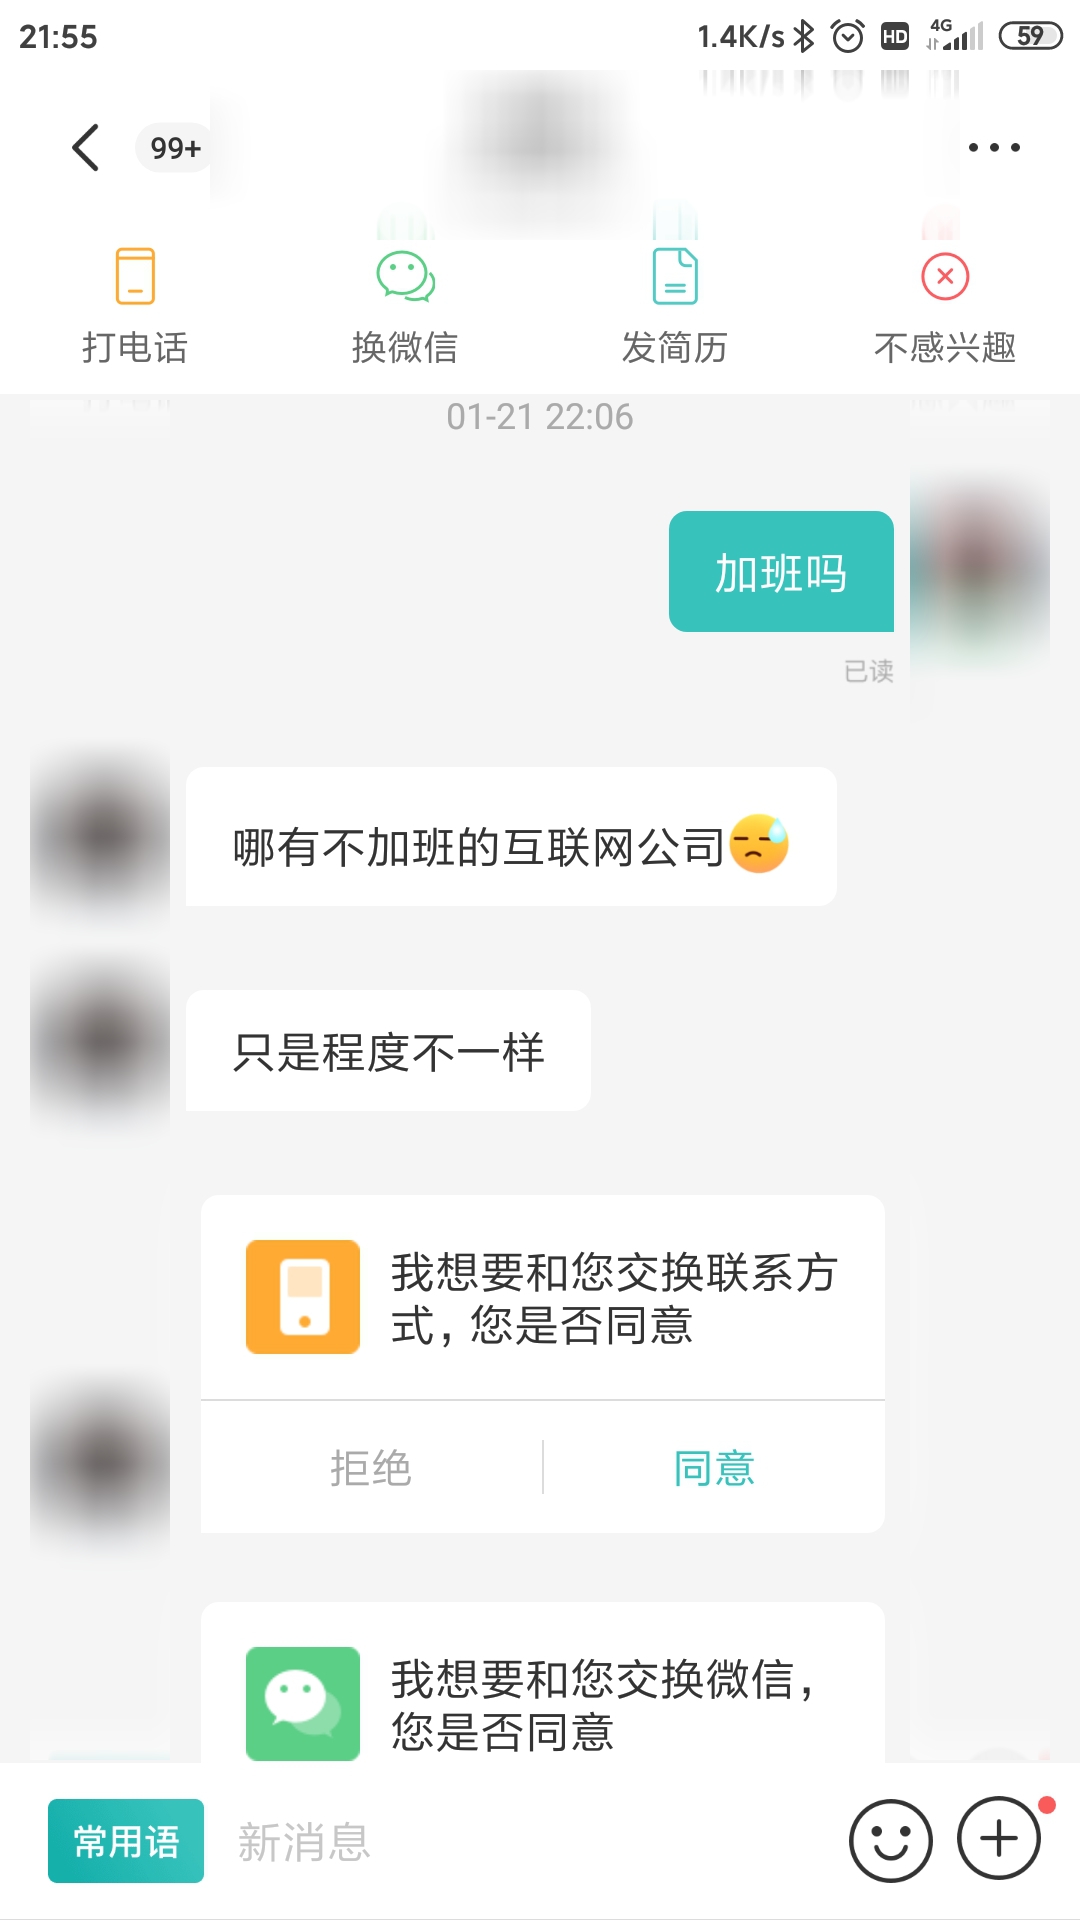 21:55
1.4K/s HD 4G 59
99+
打电话 换微信 发简历 不感兴趣
01-21 22:06
加班吗
已读
哪有不加班的互联网公司😓
只是程度不一样
我想要和您交换联系方
式，您是否同意
拒绝 同意
我想要和您交换微信，
您是否同意
常用语 新消息